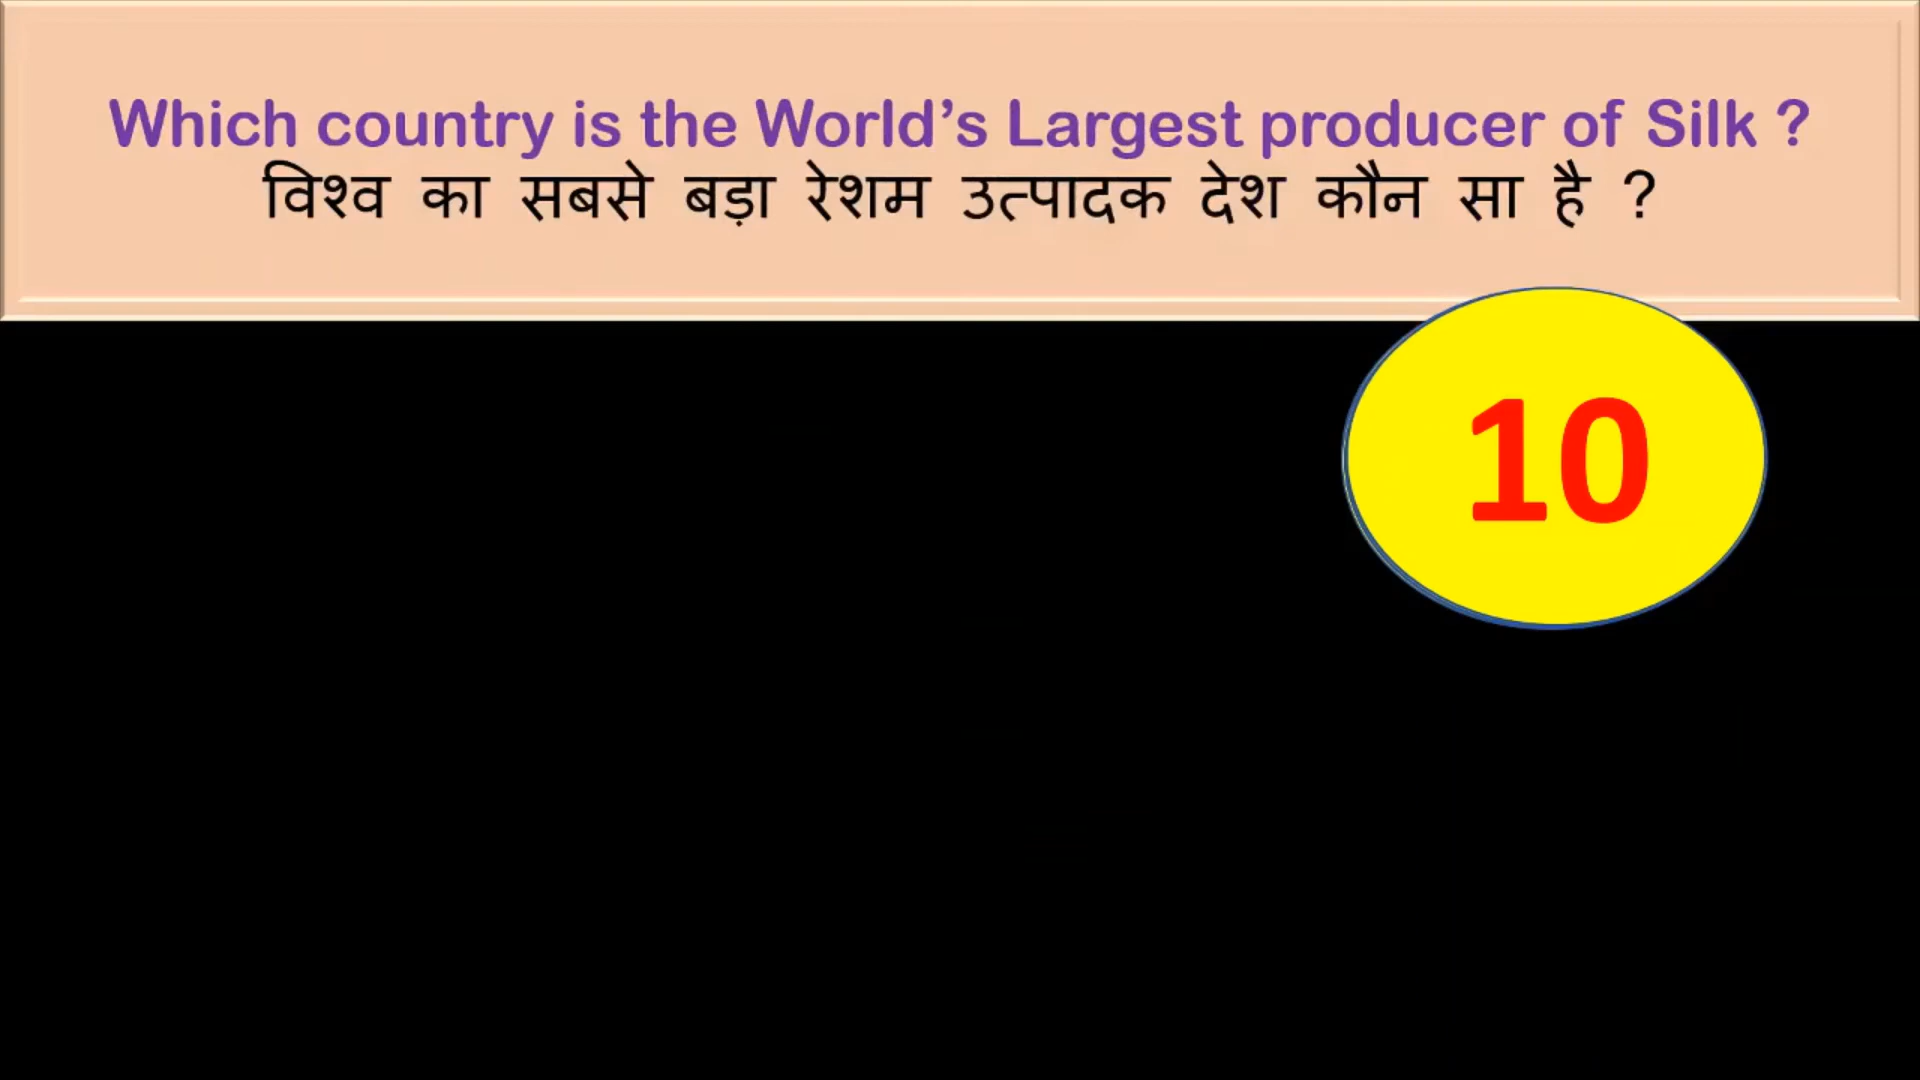 Which country is the World’s Largest producer of Silk ?
विश्व का सबसे बड़ा रेशम उत्पादक देश कौन सा है ?
10